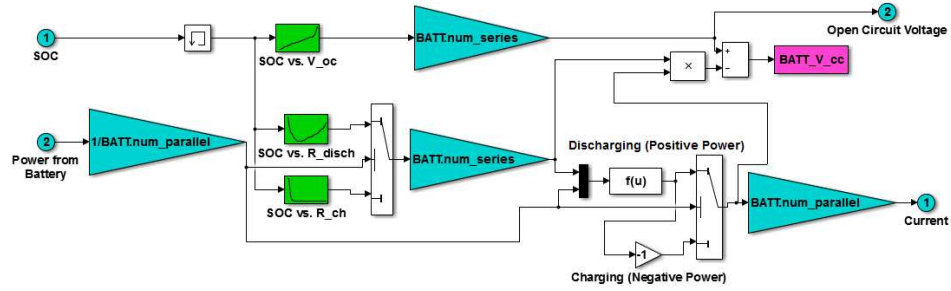 1
SOC
SOC vs. V_oc
BATT.num_series
2
Open Circuit Voltage
×
+
−
BATT_V_cc
2
Power from
Battery
1/BATT.num_parallel
SOC vs. R_disch
SOC vs. R_ch
BATT.num_series
Discharging (Positive Power)
f(u)
-1
Charging (Negative Power)
BATT.num_parallel
1
Current